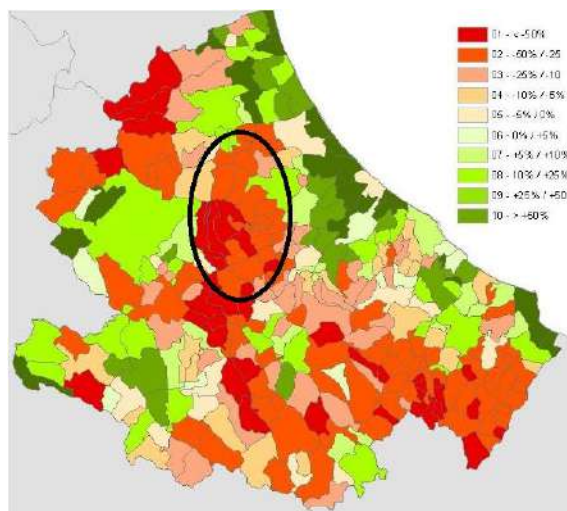 01 - < -50%
02 - -50% / -25
03 - -25% / -10
04 - -10% / -5%
05 - -5% / 0%
06 - 0% / +5%
07 - +5% / +10%
08 - 10% / +25%
09 - +25% / +50
10 - > +50%